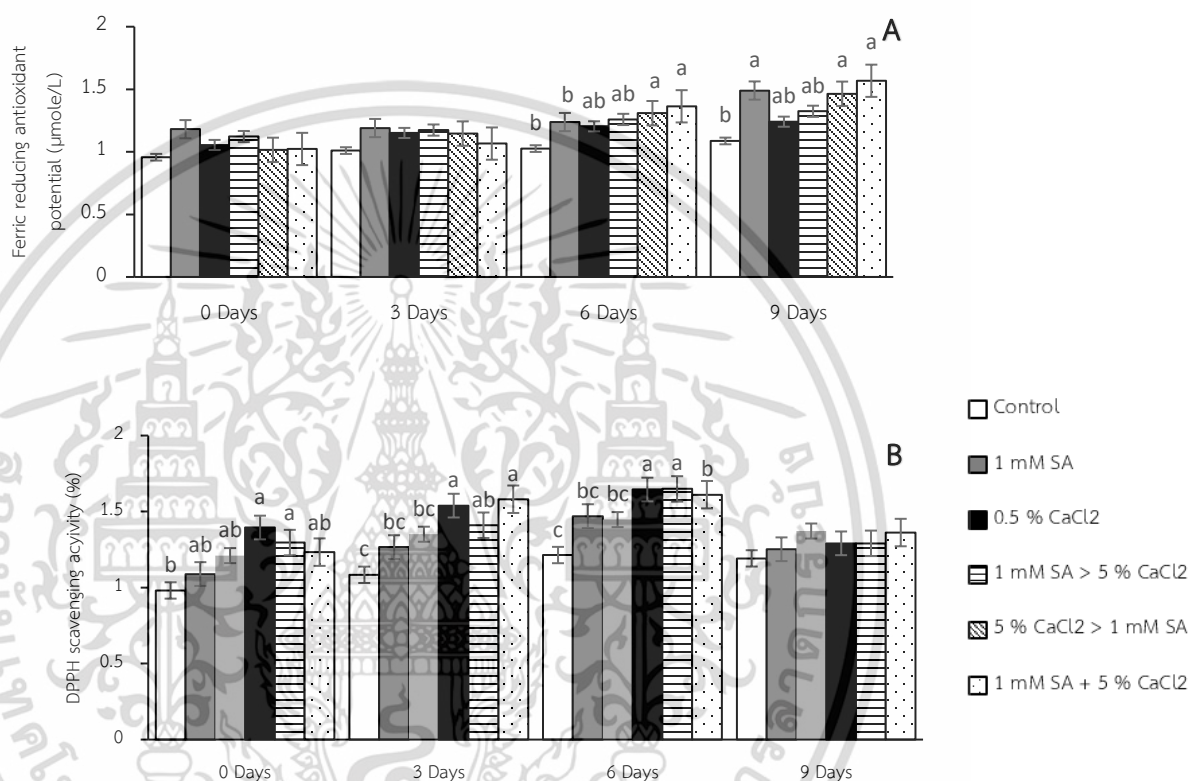 2
A
Ferric reducing antioxidant
potential (µmole/L)
1.5
1
0.5
0
b b ab ab a a
b a ab ab a a
0 Days 3 Days 6 Days 9 Days
2
B
DPPH scavenging acyivity (%)
1.5
1
0.5
0
b ab ab a a ab
c bc bc a ab a
c bc bc a a b
0 Days 3 Days 6 Days 9 Days
Control
1 mM SA
0.5 % CaCl2
1 mM SA > 5 % CaCl2
5 % CaCl2 > 1 mM SA
1 mM SA + 5 % CaCl2